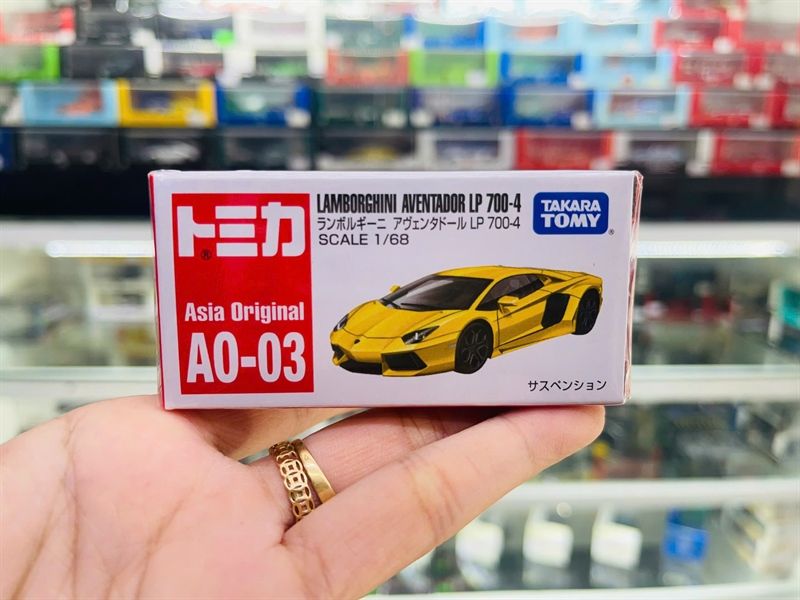 トミカ
®
Asia Original
AO-03
LAMBORGHINI AVENTADOR LP 700-4
ランボルギーニ アヴェンタドール LP 700-4
SCALE 1/68
TAKARA
TOMY
®
サスペンション